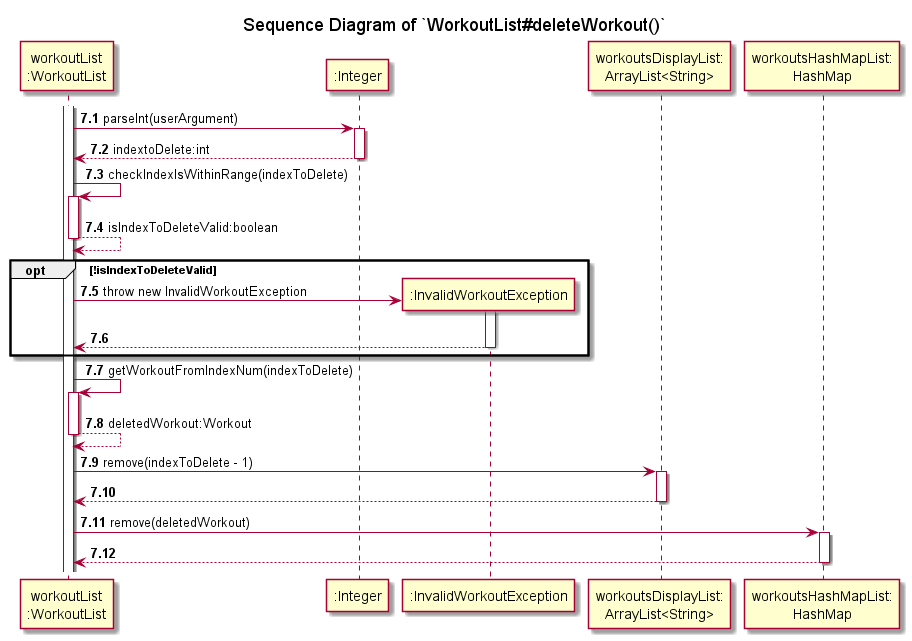 Sequence Diagram of `WorkoutList#deleteWorkout()`
workoutList
:WorkoutList
:Integer
workoutsDisplayList:
ArrayList<String>
workoutsHashMapList:
HashMap
7.1 parseInt(userArgument)
7.2 indextoDelete:int
7.3 checkIndexIsWithinRange(indexToDelete)
7.4 isIndexToDeleteValid:boolean
opt [!isIndexToDeleteValid]
7.5 throw new InvalidWorkoutException
:InvalidWorkoutException
7.6
7.7 getWorkoutFromIndexNum(indexToDelete)
7.8 deletedWorkout:Workout
7.9 remove(indexToDelete - 1)
7.10
7.11 remove(deletedWorkout)
7.12
workoutList
:WorkoutList
:Integer
:InvalidWorkoutException
workoutsDisplayList:
ArrayList<String>
workoutsHashMapList:
HashMap